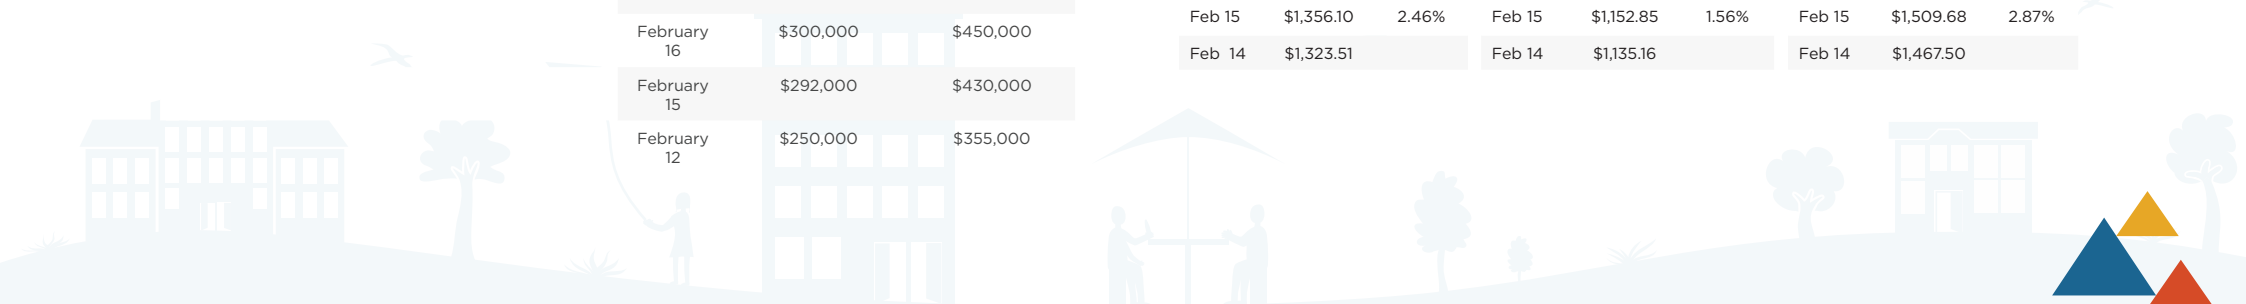 February $300,000 $450,000
16
February $292,000 $430,000
15
February $250,000 $355,000
12
Feb 15 $1,356.10 2.46% Feb 15 $1,152.85 1.56% Feb 15 $1,509.68 2.87%
Feb 14 $1,323.51 Feb 14 $1,135.16 Feb 14 $1,467.50